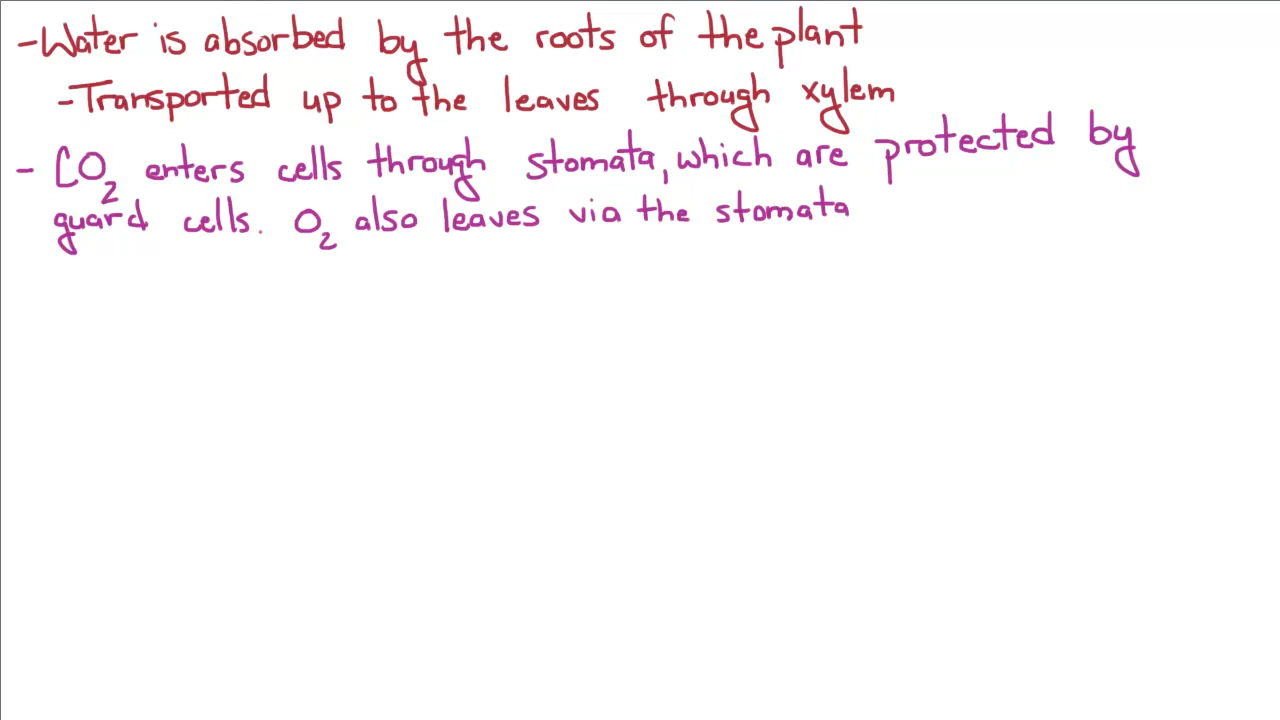 -Water is absorbed by the roots of the plant
-Transported up to the leaves through xylem
- CO₂ enters cells through stomata, which are protected by
guard cells. O₂ also leaves via the stomata